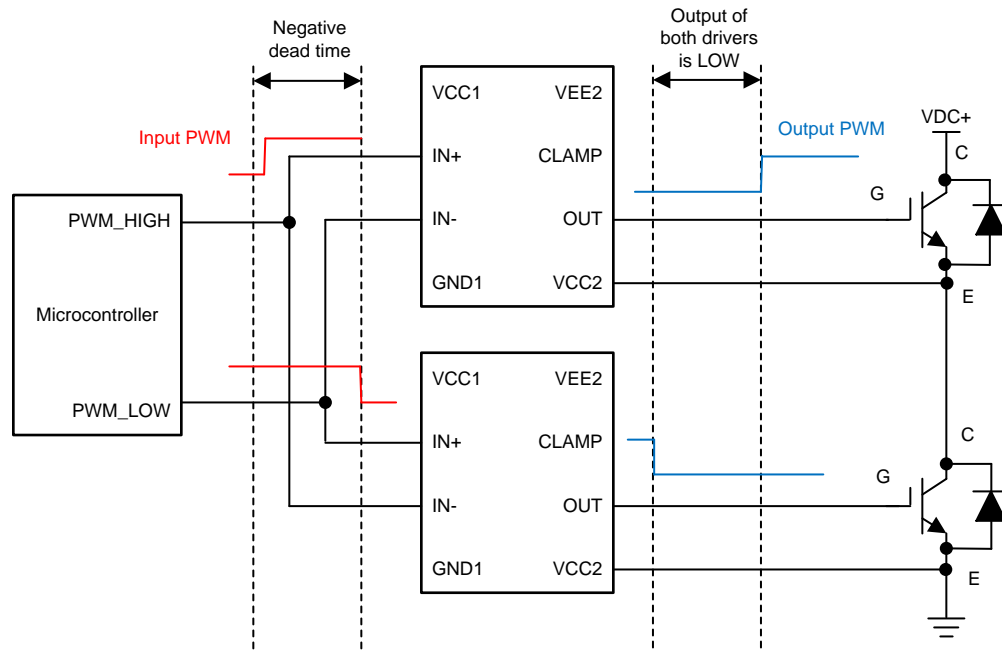 Negative
dead time
Output of
both drivers
is LOW
Input PWM
Output PWM
VDC+
Microcontroller
PWM_HIGH
PWM_LOW
VCC1
VEE2
IN+
CLAMP
IN-
OUT
GND1
VCC2
VCC1
VEE2
IN+
CLAMP
IN-
OUT
GND1
VCC2
C
G
E
C
G
E